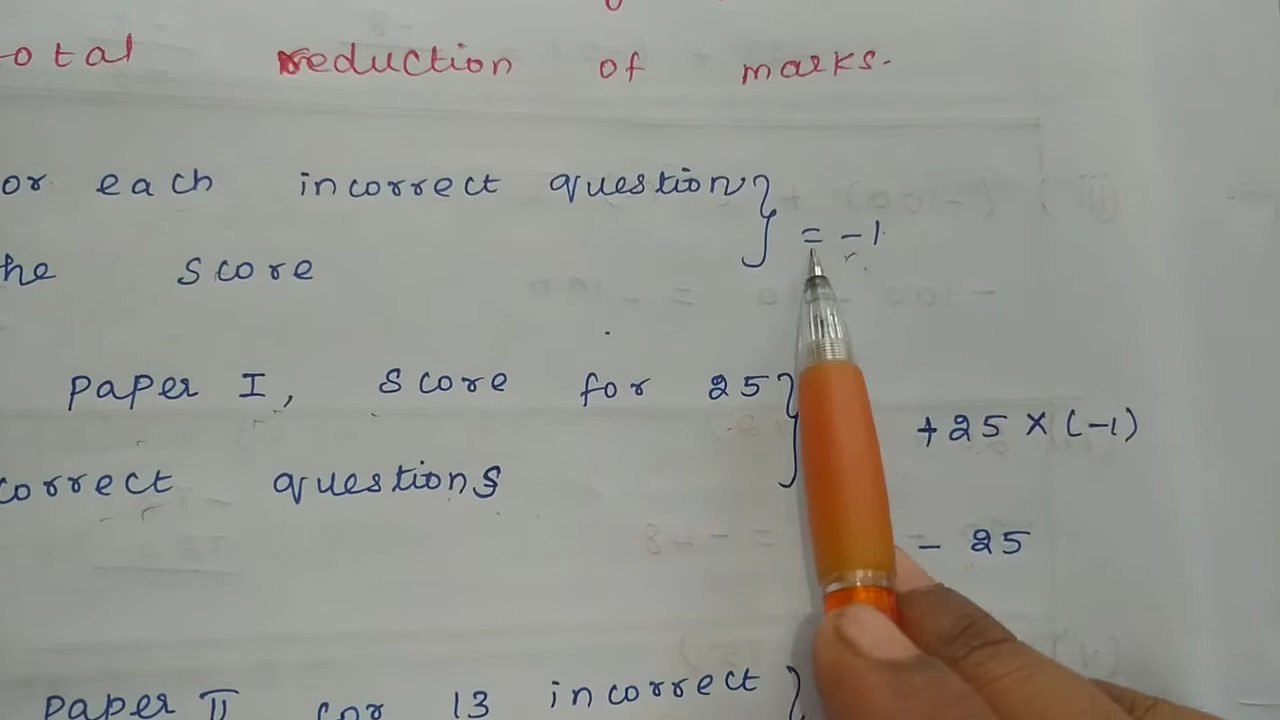 otal reduction of marks.
or each incorrect question
= -1
he score
paper I, score for 25
+25 × (-1)
correct questions
- 25
paper II for 13 incorrect